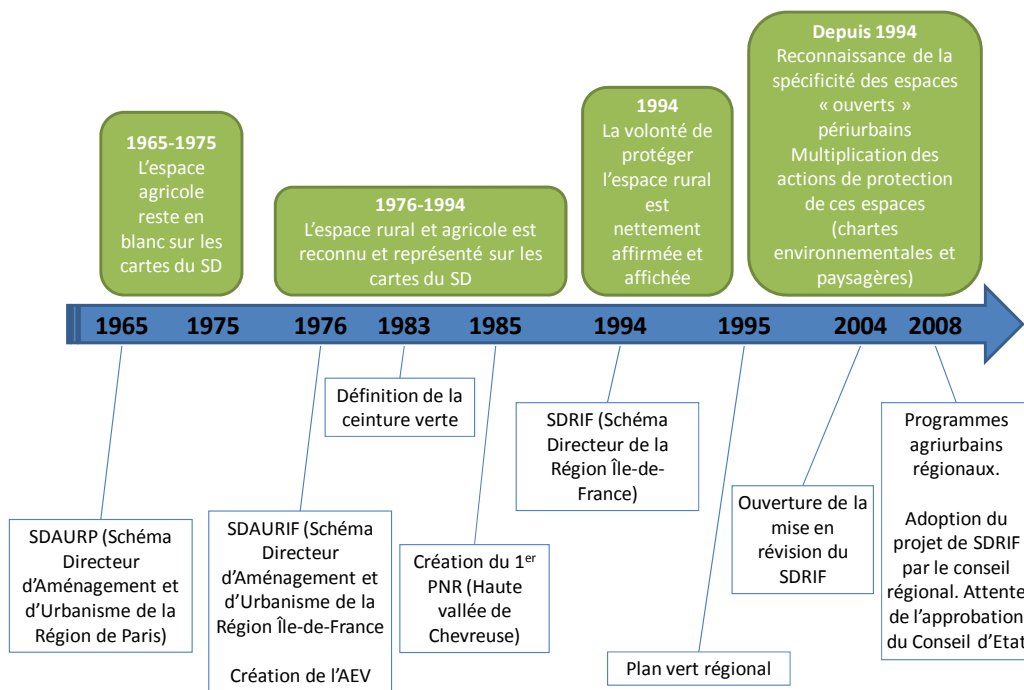 1965-1975
L'espace
agricole
reste en
blanc sur les
cartes du SD
1976-1994
L'espace rural et agricole est
reconnu et représenté sur les
cartes du SD
1994
La volonté de
protéger
l'espace rural
est
nettement
affirmée et
affichée
Depuis 1994
Reconnaissance de la
spécificité des espaces
« ouverts »
périurbains
Multiplication des
actions de protection
de ces espaces
(chartes
environnementales et
paysagères)
1965 1975 1976 1983 1985 1994 1995 2004 2008
SDAURP (Schéma
Directeur
d'Aménagement et
d'Urbanisme de la
Région de Paris)
SDAURIF (Schéma
Directeur
d'Aménagement et
d'Urbanisme de la
Région Île-de-France
Création de l'AEV
Définition de la
ceinture verte
Création du 1er
PNR (Haute
vallée de
Chevreuse)
SDRIF (Schéma
Directeur de la
Région Île-de-
France)
Plan vert régional
Ouverture de la
mise en
révision du
SDRIF
Programmes
agriurbains
régionaux.
Adoption du
projet de SDRIF
par le conseil
régional. Attente
de l'approbation
du Conseil d'Etat